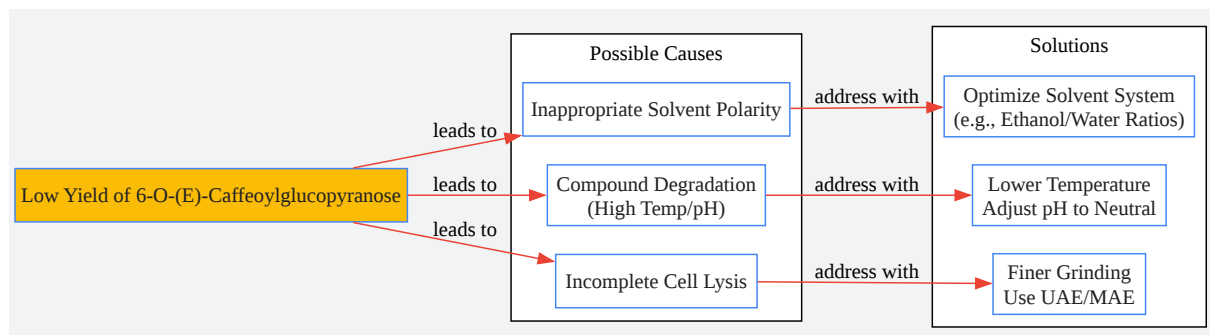 Possible Causes
Solutions
Inappropriate Solvent Polarity
address with
Optimize Solvent System
(e.g., Ethanol/Water Ratios)
leads to
Low Yield of 6-O-(E)-Caffeoylglucopyranose
leads to
Compound Degradation
(High Temp/pH)
address with
Lower Temperature
Adjust pH to Neutral
leads to
Incomplete Cell Lysis
address with
Finer Grinding
Use UAE/MAE